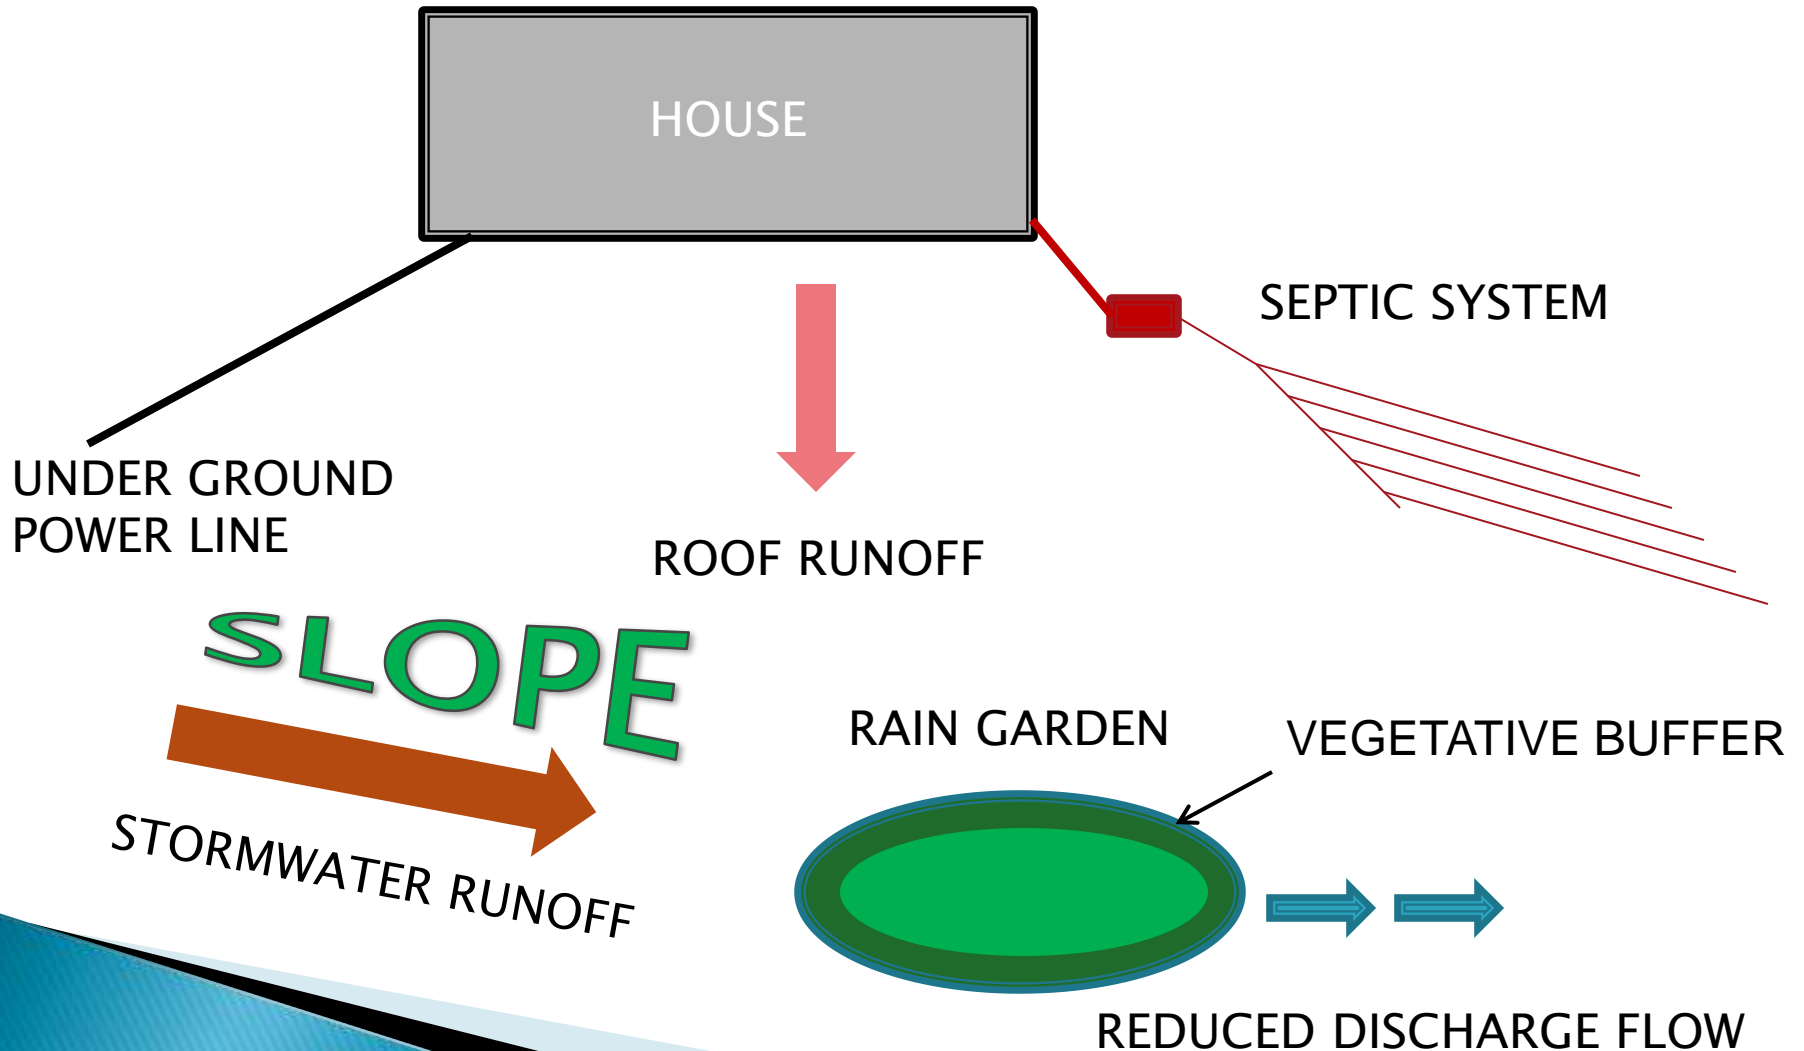 HOUSE
SEPTIC SYSTEM
UNDER GROUND
POWER LINE
ROOF RUNOFF
SLOPE
RAIN GARDEN
VEGETATIVE BUFFER
STORMWATER RUNOFF
REDUCED DISCHARGE FLOW